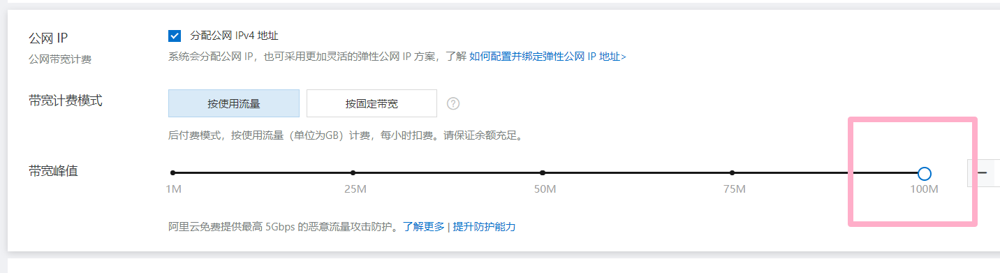 公网 IP
分配公网 IPv4 地址
公网带宽计费
系统会分配公网 IP，也可采用更加灵活的弹性公网 IP 方案，了解 如何配置并绑定弹性公网 IP 地址>
带宽计费模式
按使用流量
按固定带宽
?
后付费模式，按使用流量（单位为GB）计费，每小时扣费。请保证余额充足。
带宽峰值
1M
25M
50M
75M
100M
阿里云免费提供最高 5Gbps 的恶意流量攻击防护。了解更多 | 提升防护能力